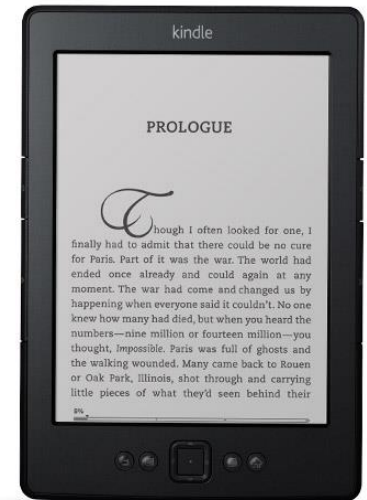 kindle
PROLOGUE
Though I often looked for one, I
finally had to admit that there could be no cure
for Paris. Part of it was the war. The world had
ended once already and could again at any
moment. The war had come and changed us by
happening when everyone said it couldn't. No one
knew how many had died, but when you heard the
numbers—nine million or fourteen million—you
thought, Impossible. Paris was full of ghosts and
the walking wounded. Many came back to Rouen
or Oak Park, Illinois, shot through and carrying
little pieces of what they'd seen behind their
8%